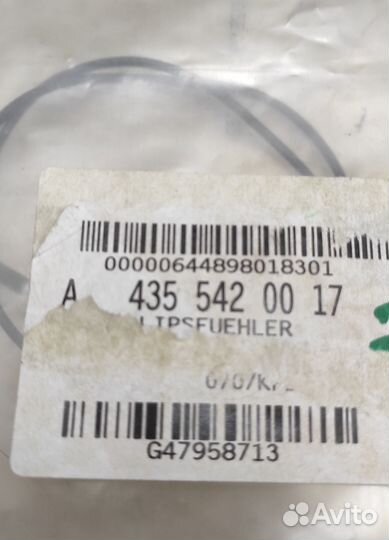 00000644898018301
A 435 542 00 17
LIPSFUEHLER
G47958713
Avito